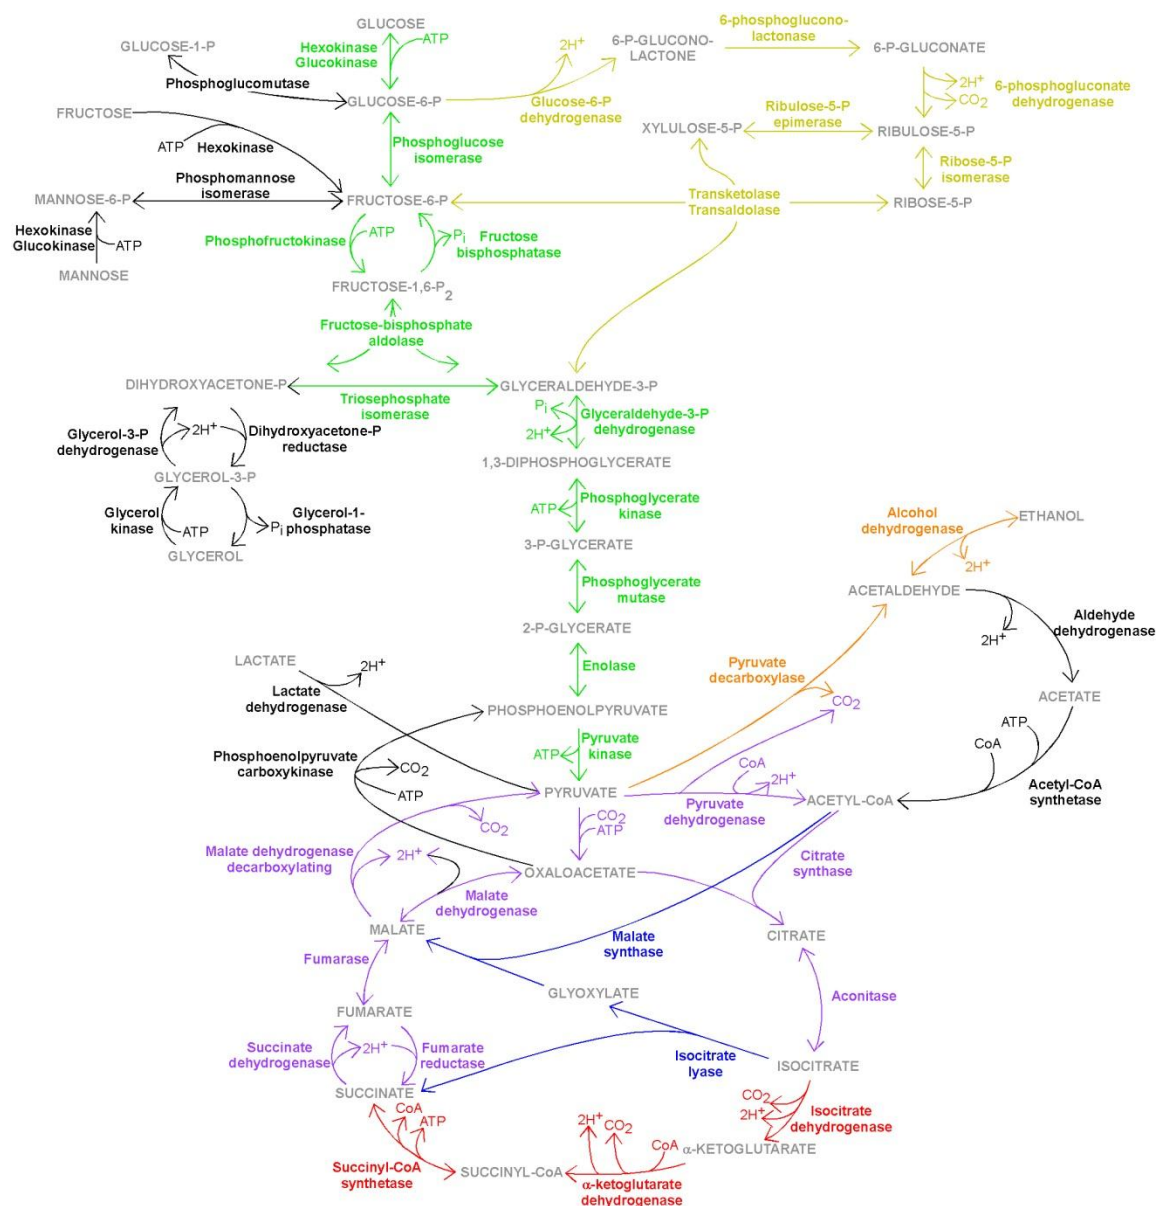 GLUCOSE
GLUCOSE-1-P
Hexokinase
Glucokinase
ATP
2H+
6-P-GLUCONO-
LACTONE
6-phosphoglucono-
lactonase
6-P-GLUCONATE
Phosphoglucomutase
GLUCOSE-6-P
Glucose-6-P
dehydrogenase
2H+
CO2
6-phosphogluconate
dehydrogenase
FRUCTOSE
ATP
Hexokinase
Phosphoglucose
isomerase
XYLULOSE-5-P
Ribulose-5-P
epimerase
RIBULOSE-5-P
Ribose-5-P
isomerase
Phosphomannose
isomerase
MANNOSE-6-P
FRUCTOSE-6-P
Transketolase
Transaldolase
RIBOSE-5-P
Hexokinase
Glucokinase
ATP
MANNOSE
Phosphofructokinase
ATP
Pi
Fructose
bisphosphatase
FRUCTOSE-1,6-P2
Fructose-bisphosphate
aldolase
DIHYDROXYACETONE-P
Triosephosphate
isomerase
GLYCERALDEHYDE-3-P
Pi
2H+
Glyceraldehyde-3-P
dehydrogenase
Glycerol-3-P
dehydrogenase
2H+
Dihydroxyacetone-P
reductase
GLYCEROL-3-P
1,3-DIPHOSPHOGLYCERATE
Glycerol
kinase
ATP
Pi
Glycerol-1-
phosphatase
GLYCEROL
ATP
Phosphoglycerate
kinase
3-P-GLYCERATE
Alcohol
dehydrogenase
ETHANOL
2H+
Phosphoglycerate
mutase
ACETALDEHYDE
2H+
Aldehyde
dehydrogenase
2-P-GLYCERATE
LACTATE
2H+
Lactate
dehydrogenase
Enolase
Pyruvate
decarboxylase
CO2
ACETATE
PHOSPHOENOLPYRUVATE
Phosphoenolpyruvate
carboxykinase
CO2
ATP
ATP
Pyruvate
kinase
CoA
2H+
ATP
CoA
PYRUVATE
Pyruvate
dehydrogenase
ACETYL-CoA
Acetyl-CoA
synthetase
CO2
CO2
ATP
Malate dehydrogenase
decarboxylating
2H+
OXALOACETATE
Citrate
synthase
Malate
dehydrogenase
MALATE
Malate
synthase
CITRATE
Fumarase
GLYOXYLATE
Aconitase
FUMARATE
Succinate
dehydrogenase
2H+
Fumarate
reductase
Isocitrate
lyase
ISOCITRATE
SUCCINATE
CoA
ATP
CO2
2H+
Isocitrate
dehydrogenase
2H+
CO2
CoA
α-KETOGLUTARATE
Succinyl-CoA
synthetase
SUCCINYL-CoA
α-ketoglutarate
dehydrogenase